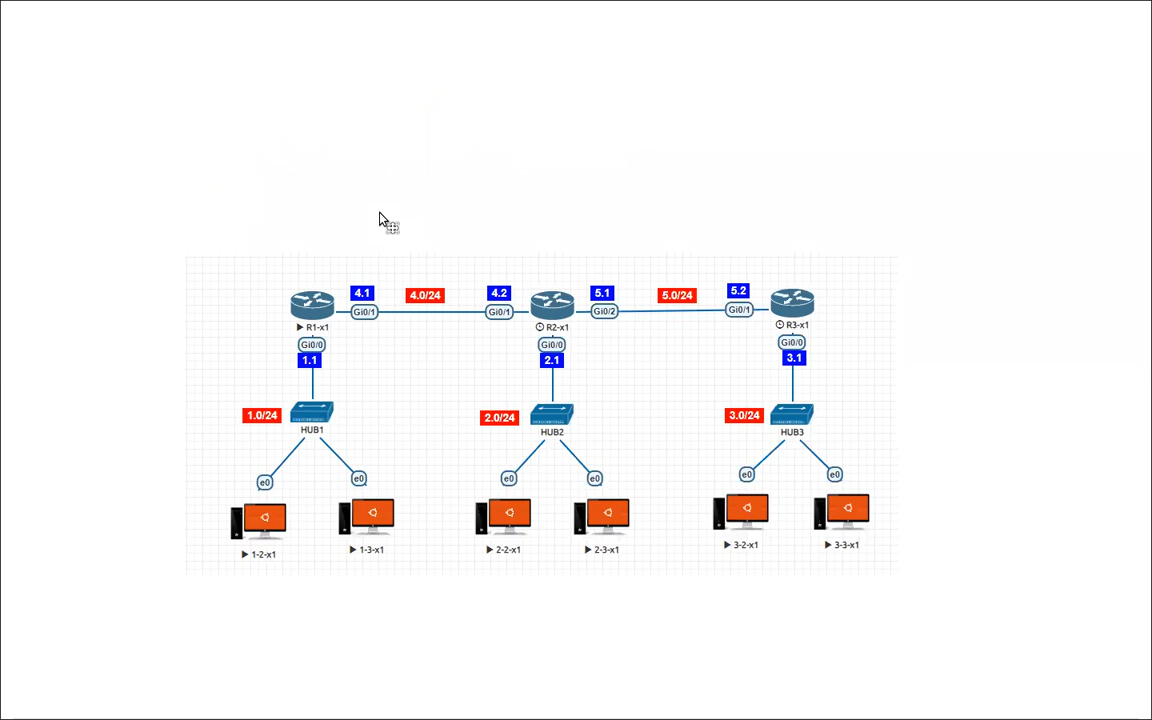 4.1 4.0/24 4.2 5.1 5.0/24 5.2
Gi0/1 Gi0/1 Gi0/2 Gi0/1
R1-x1 R2-x1 R3-x1
Gi0/0 Gi0/0 Gi0/0
1.1 2.1 3.1
1.0/24 2.0/24 3.0/24
HUB1 HUB2 HUB3
e0 e0 e0 e0 e0 e0
1-2-x1 1-3-x1 2-2-x1 2-3-x1 3-2-x1 3-3-x1